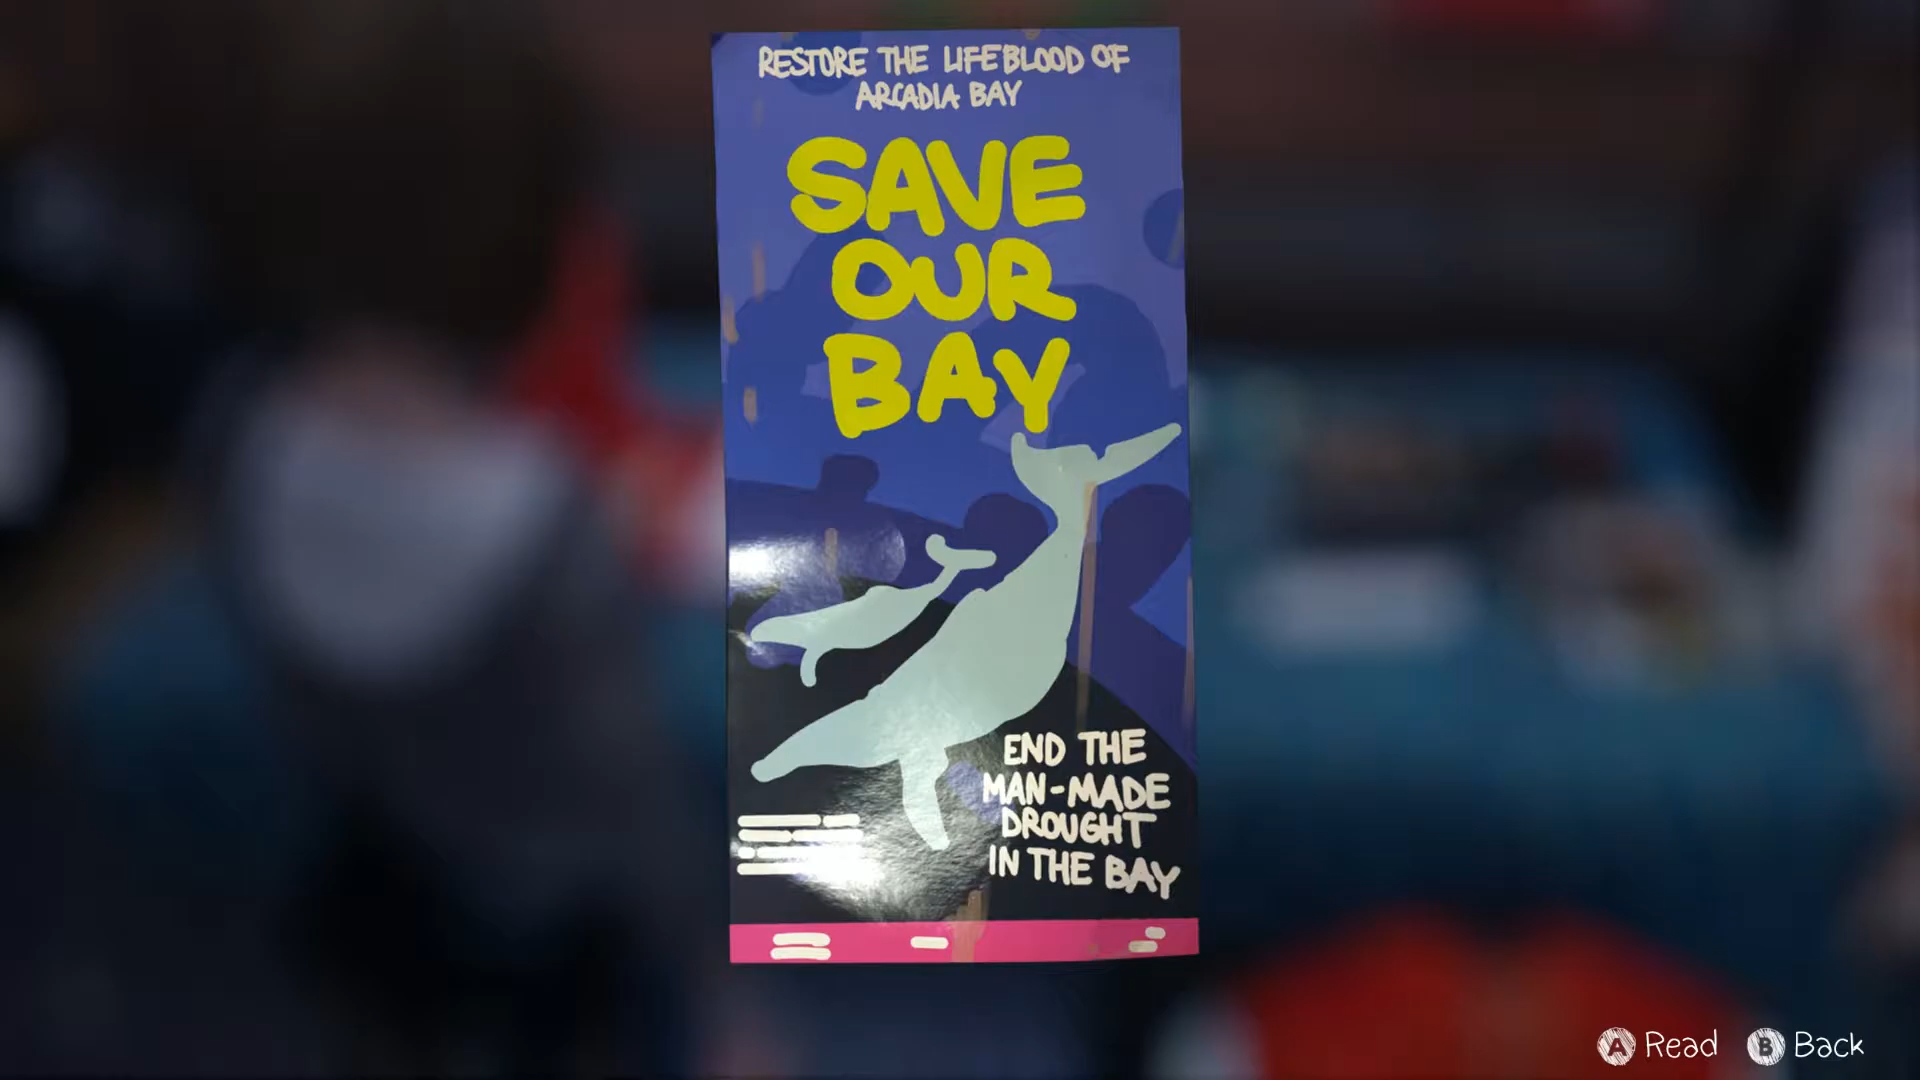 RESTORE THE LIFEBLOOD OF
ARCADIA BAY
SAVE
OUR
BAY
END THE
MAN-MADE
DROUGHT
IN THE BAY
A Read B Back